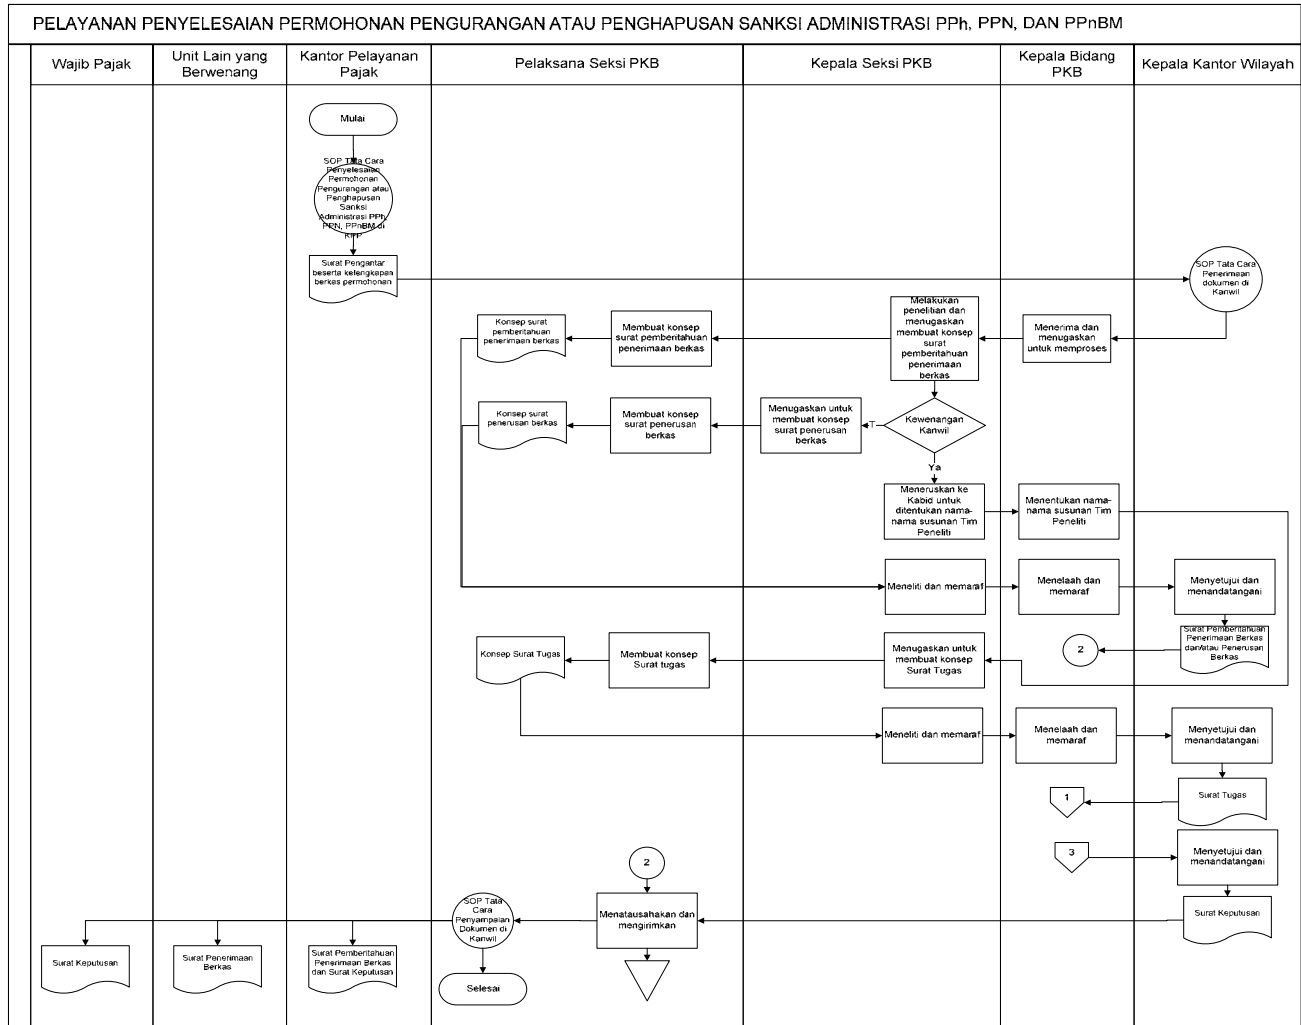 PELAYANAN PENYELESAIAN PERMOHONAN PENGURANGAN ATAU PENGHAPUSAN SANKSI ADMINISTRASI PPh, PPN, DAN PPnBM
Wajib Pajak
Unit Lain yang
Berwenang
Kantor Pelayanan
Pajak
Pelaksana Seksi PKB
Kepala Seksi PKB
Kepala Bidang
PKB
Kepala Kantor Wilayah
Mulai
SOP Tata Cara
Penyelesaian
Permohonan
Pengurangan atau
Penghapusan
Sanksi
Administrasi PPh,
PPN, PPnBM di
KPP
Surat Pengantar
beserta kelengkapan
berkas permohonan
SOP Tata Cara
Penerimaan
dokumen di
Kanwil
Konsep surat
pemberitahuan
penerimaan berkas
Membuat konsep
surat pemberitahuan
penerimaan berkas
Melakukan
penelitian dan
menugaskan
membuat konsep
surat
pemberitahuan
penerimaan
berkas
Menerima dan
menugaskan
untuk memproses
Konsep surat
penerusan berkas
Membuat konsep
surat penerusan
berkas
Menugaskan untuk
membuat konsep
surat penerusan
berkas
T
Kewenangan
Kanwil
Ya
Meneruskan ke
Kabid untuk
ditentukan nama-
nama susunan Tim
Peneliti
Menentukan nama-
nama susunan Tim
Peneliti
Meneliti dan memaraf
Menelaah dan
memaraf
Menyetujui dan
menandatangani
Konsep Surat Tugas
Membuat konsep
Surat tugas
Menugaskan untuk
membuat konsep
Surat Tugas
2
Surat Pemberitahuan
Penerimaan Berkas
dan/atau Penerusan
Berkas
Meneliti dan memaraf
Menelaah dan
memaraf
Menyetujui dan
menandatangani
1
Surat Tugas
2
3
Menyetujui dan
menandatangani
SOP Tata
Cara
Penyampaian
Dokumen di
Kanwil
Menatausahakan dan
mengirimkan
Surat Keputusan
Surat Keputusan
Surat Penerimaan
Berkas
Surat Pemberitahuan
Penerimaan Berkas
dan Surat Keputusan
Selesai